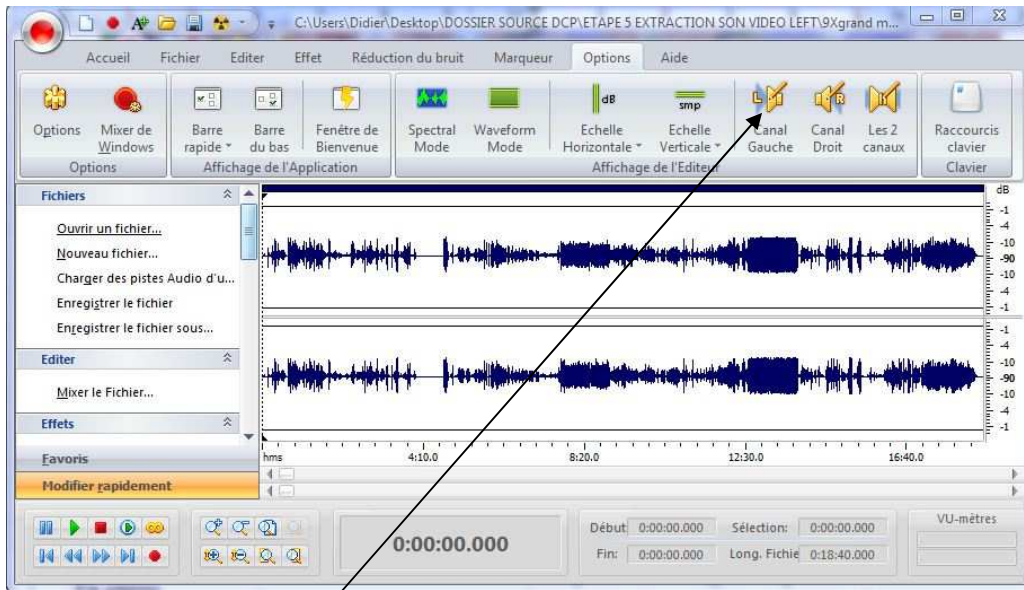 C:\Users\Didier\Desktop\DOSSIER SOURCE DCP\ETAPE 5 EXTRACTION SON VIDEO LEFT\9Xgrand m...
Accueil Fichier Editer Effet Réduction du bruit Marqueur Options Aide
dB smp L R
Options Mixer de Barre Barre Fenêtre de Spectral Waveform Echelle Echelle Canal Canal Les 2 Raccourcis
Windows rapide du bas Bienvenue Mode Mode Horizontale Verticale Gauche Droit canaux clavier
Options Affichage de l'Application Affichage de l'Editeur Clavier
Fichiers dB
Ouvrir un fichier...
Nouveau fichier...
Charger des pistes Audio d'u...
Enregistrer le fichier
Enregistrer le fichier sous...
Editer
Mixer le Fichier...
Effets
-1
-4
-10
-90
-10
-4
-1
-1
-4
-10
-90
-10
-4
-1
Favoris hms 4:10.0 8:20.0 12:30.0 16:40.0
Modifier rapidement
VU-mètres
Début 0:00:00.000 Sélection: 0:00:00.000
0:00:00.000
Fin: 0:00:00.000 Long. Fichie 0:18:40.000